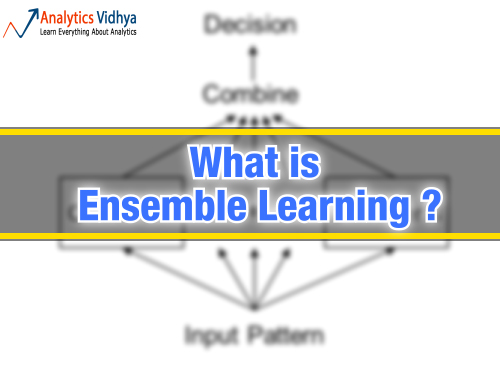 Analytics Vidhya
Learn Everything About Analytics
Decision
Combine
What is
Ensemble Learning ?
Input Pattern